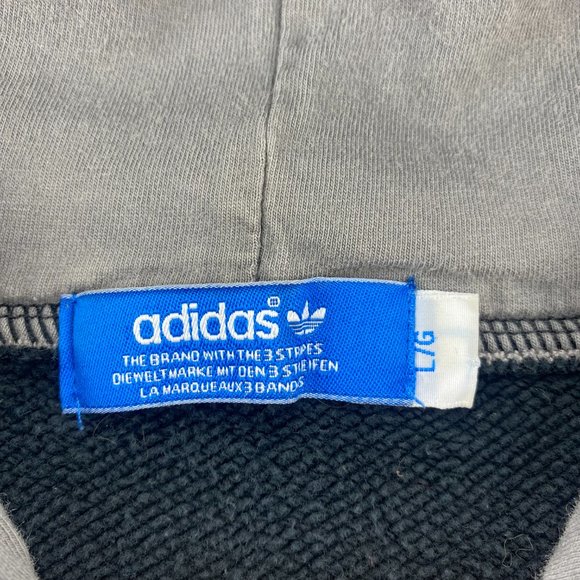 adidas
THE BRAND WITH THE 3 STRIPES
DIE WELTMARKE MIT DEN 3 STREIFEN
LA MARQUE AUX 3 BANDES
L/G